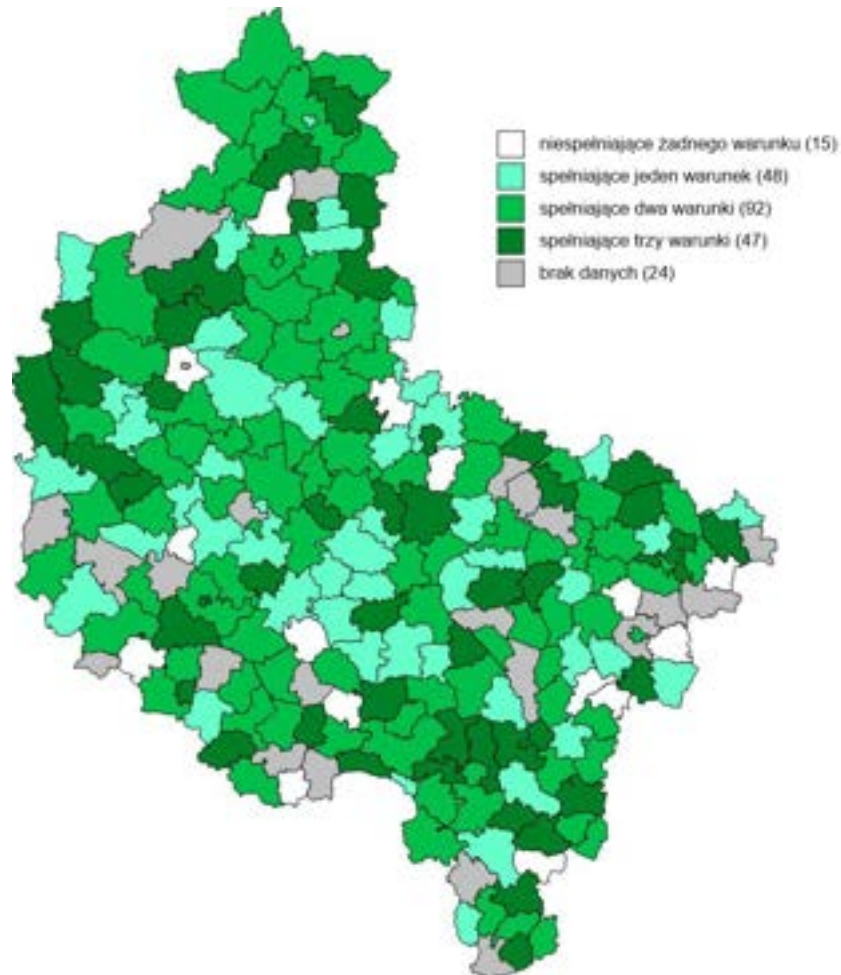 niespełniające żadnego warunku (15)
spełniające jeden warunek (48)
spełniające dwa warunki (92)
spełniające trzy warunki (47)
brak danych (24)